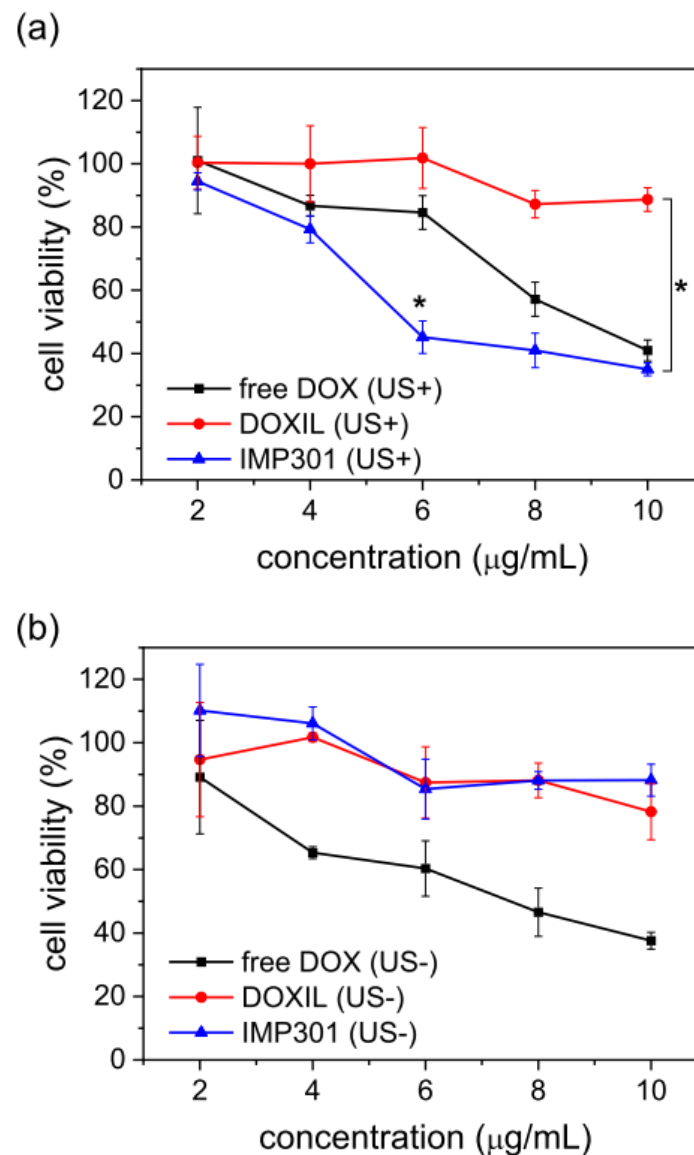 (a)
120
100
80
60
40
20
0
cell viability (%)
*
*
free DOX (US+)
DOXIL (US+)
IMP301 (US+)
2 4 6 8 10
concentration (μg/mL)
(b)
120
100
80
60
40
20
0
cell viability (%)
free DOX (US-)
DOXIL (US-)
IMP301 (US-)
2 4 6 8 10
concentration (μg/mL)